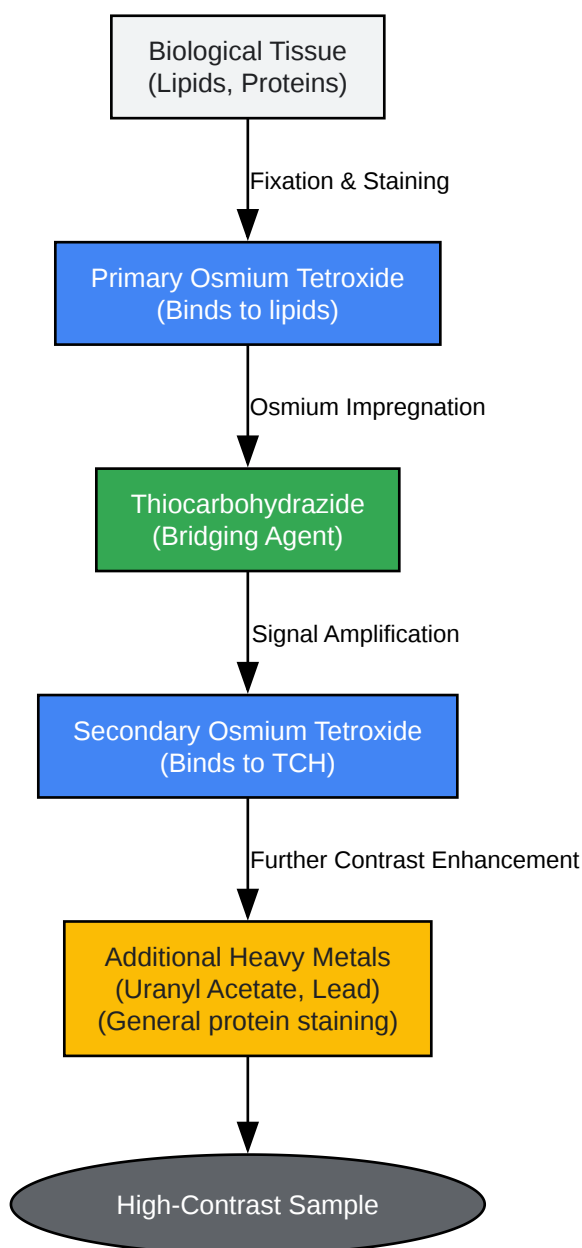 Biological Tissue
(Lipids, Proteins)
Fixation & Staining
Primary Osmium Tetroxide
(Binds to lipids)
Osmium Impregnation
Thiocarbohydrazide
(Bridging Agent)
Signal Amplification
Secondary Osmium Tetroxide
(Binds to TCH)
Further Contrast Enhancement
Additional Heavy Metals
(Uranyl Acetate, Lead)
(General protein staining)
High-Contrast Sample